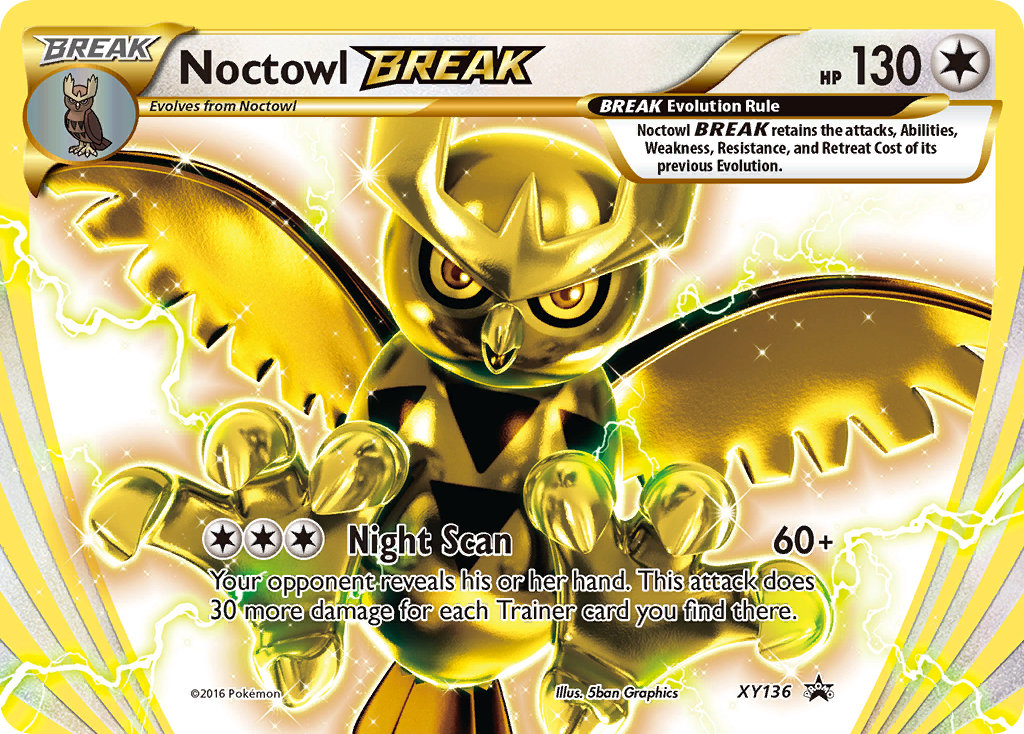 BREAK
Noctowl BREAK
HP 130
Evolves from Noctowl
BREAK Evolution Rule
Noctowl BREAK retains the attacks, Abilities,
Weakness, Resistance, and Retreat Cost of its
previous Evolution.
Night Scan 60+
Your opponent reveals his or her hand. This attack does
30 more damage for each Trainer card you find there.
©2016 Pokémon
Illus. 5ban Graphics
XY136
PROMO